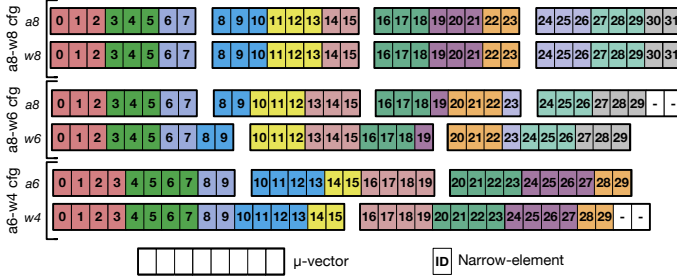 a8-w8 cfg
a8 0 1 2 3 4 5 6 7 8 9 10 11 12 13 14 15 16 17 18 19 20 21 22 23 24 25 26 27 28 29 30 31
w8 0 1 2 3 4 5 6 7 8 9 10 11 12 13 14 15 16 17 18 19 20 21 22 23 24 25 26 27 28 29 30 31
a8-w6 cfg
a8 0 1 2 3 4 5 6 7 8 9 10 11 12 13 14 15 16 17 18 19 20 21 22 23 24 25 26 27 28 29 - -
w6 0 1 2 3 4 5 6 7 8 9 10 11 12 13 14 15 16 17 18 19 20 21 22 23 24 25 26 27 28 29
a6-w4 cfg
a6 0 1 2 3 4 5 6 7 8 9 10 11 12 13 14 15 16 17 18 19 20 21 22 23 24 25 26 27 28 29
w4 0 1 2 3 4 5 6 7 8 9 10 11 12 13 14 15 16 17 18 19 20 21 22 23 24 25 26 27 28 29 - -
μ-vector ID Narrow-element